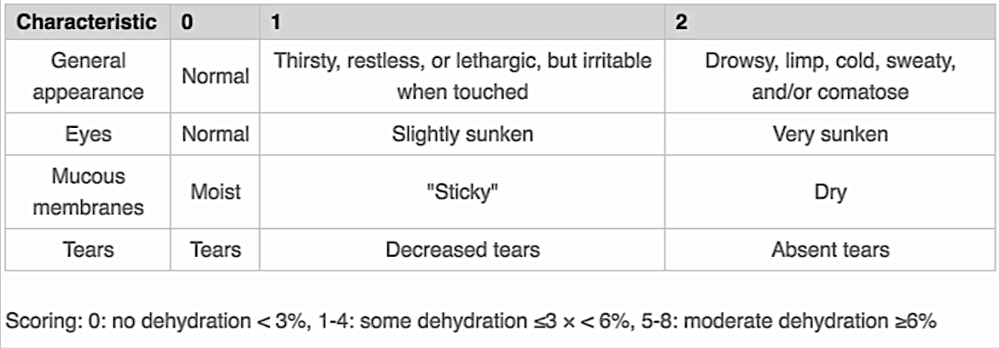 Characteristic 0 1 2
General appearance Normal Thirsty, restless, or lethargic, but irritable when touched Drowsy, limp, cold, sweaty, and/or comatose
Eyes Normal Slightly sunken Very sunken
Mucous membranes Moist "Sticky" Dry
Tears Tears Decreased tears Absent tears
Scoring: 0: no dehydration < 3%, 1-4: some dehydration ≤3 × < 6%, 5-8: moderate dehydration ≥6%